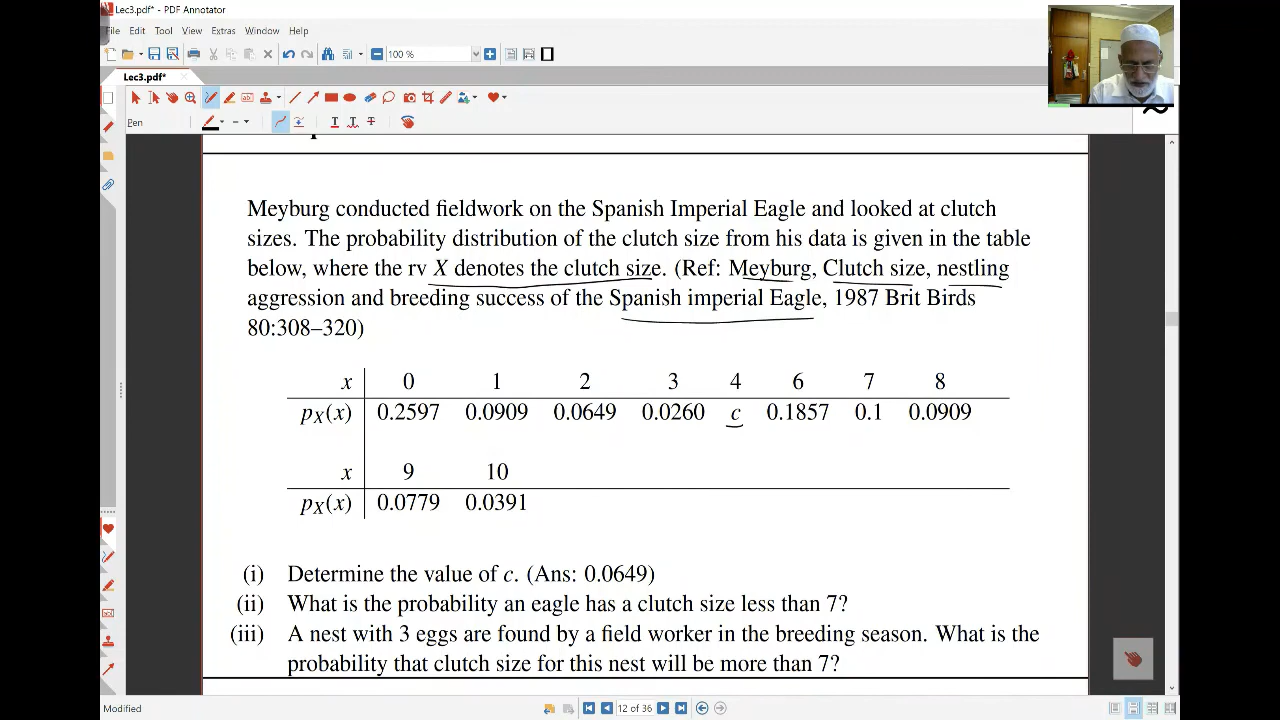 Lec3.pdf* - PDF Annotator
File Edit Tool View Extras Window Help
100 %
Lec3.pdf*
Pen
Meyburg conducted fieldwork on the Spanish Imperial Eagle and looked at clutch
sizes. The probability distribution of the clutch size from his data is given in the table
below, where the rv X denotes the clutch size. (Ref: Meyburg, Clutch size, nestling
aggression and breeding success of the Spanish imperial Eagle, 1987 Brit Birds
80:308–320)
x 0 1 2 3 4 6 7 8
pX(x) 0.2597 0.0909 0.0649 0.0260 c 0.1857 0.1 0.0909
x 9 10
pX(x) 0.0779 0.0391
(i) Determine the value of c. (Ans: 0.0649)
(ii) What is the probability an eagle has a clutch size less than 7?
(iii) A nest with 3 eggs are found by a field worker in the breeding season. What is the
probability that clutch size for this nest will be more than 7?
Modified
12 of 36